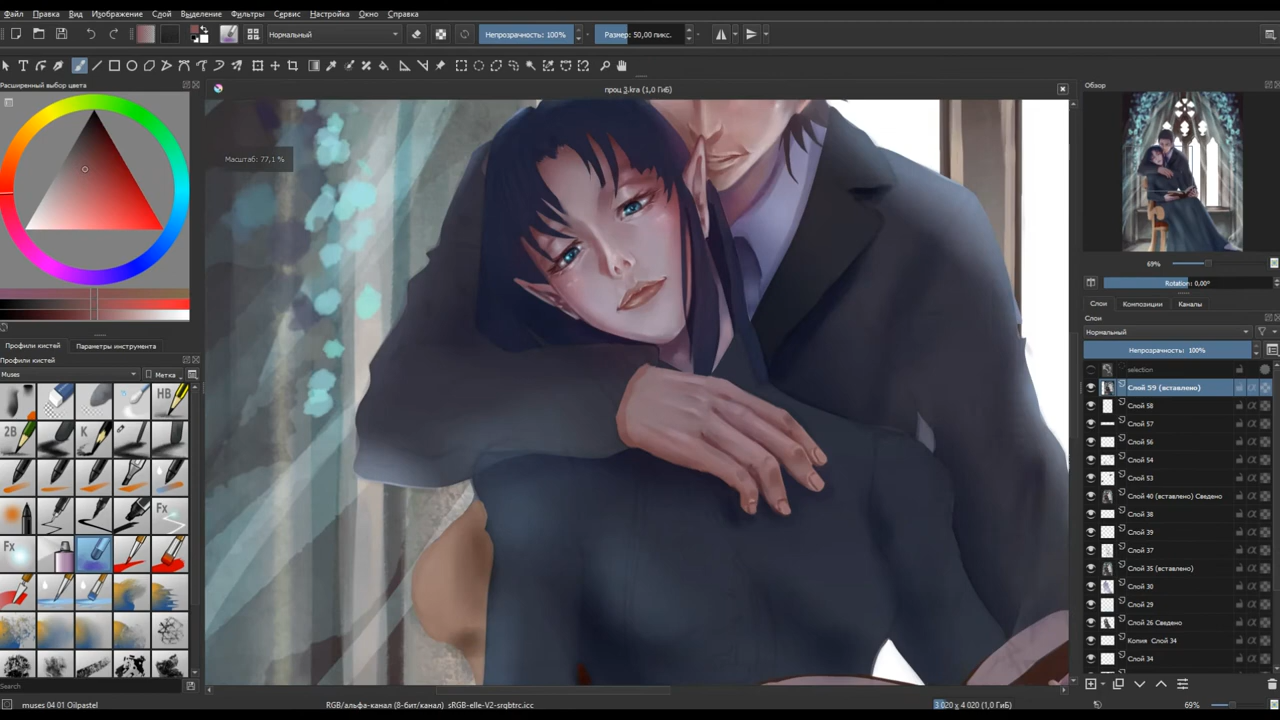 Файл Правка Вид Изображение Слой Выделение Фильтры Сервис Настройка Окно Справка
Нормальный Непрозрачность: 100% Размер: 50,00 пикс.
Расширенный выбор цвета
проц 3.kra (1,0 ГиБ)
Обзор
Масштаб: 77,1 %
69%
Rotation: 0,00°
Слои Композиции Каналы
Слои
Нормальный
Непрозрачность: 100%
selection
Слой 59 (вставлено)
Слой 58
Слой 57
Слой 56
Слой 54
Слой 53
Слой 40 (вставлено) Сведено
Слой 38
Слой 39
Слой 37
Слой 35 (вставлено)
Слой 30
Слой 29
Слой 26 Сведено
Копия Слой 34
Слой 34
Профили кистей Параметры инструмента
Профили кистей
Muses Метка
HB
2B K
Fx
Fx
Search
muses 04 01 Oilpastel
RGB/альфа-канал (8-бит/канал) sRGB-elle-V2-srgbtrc.icc
3 020 x 4 020 (1,0 ГиБ)
69%